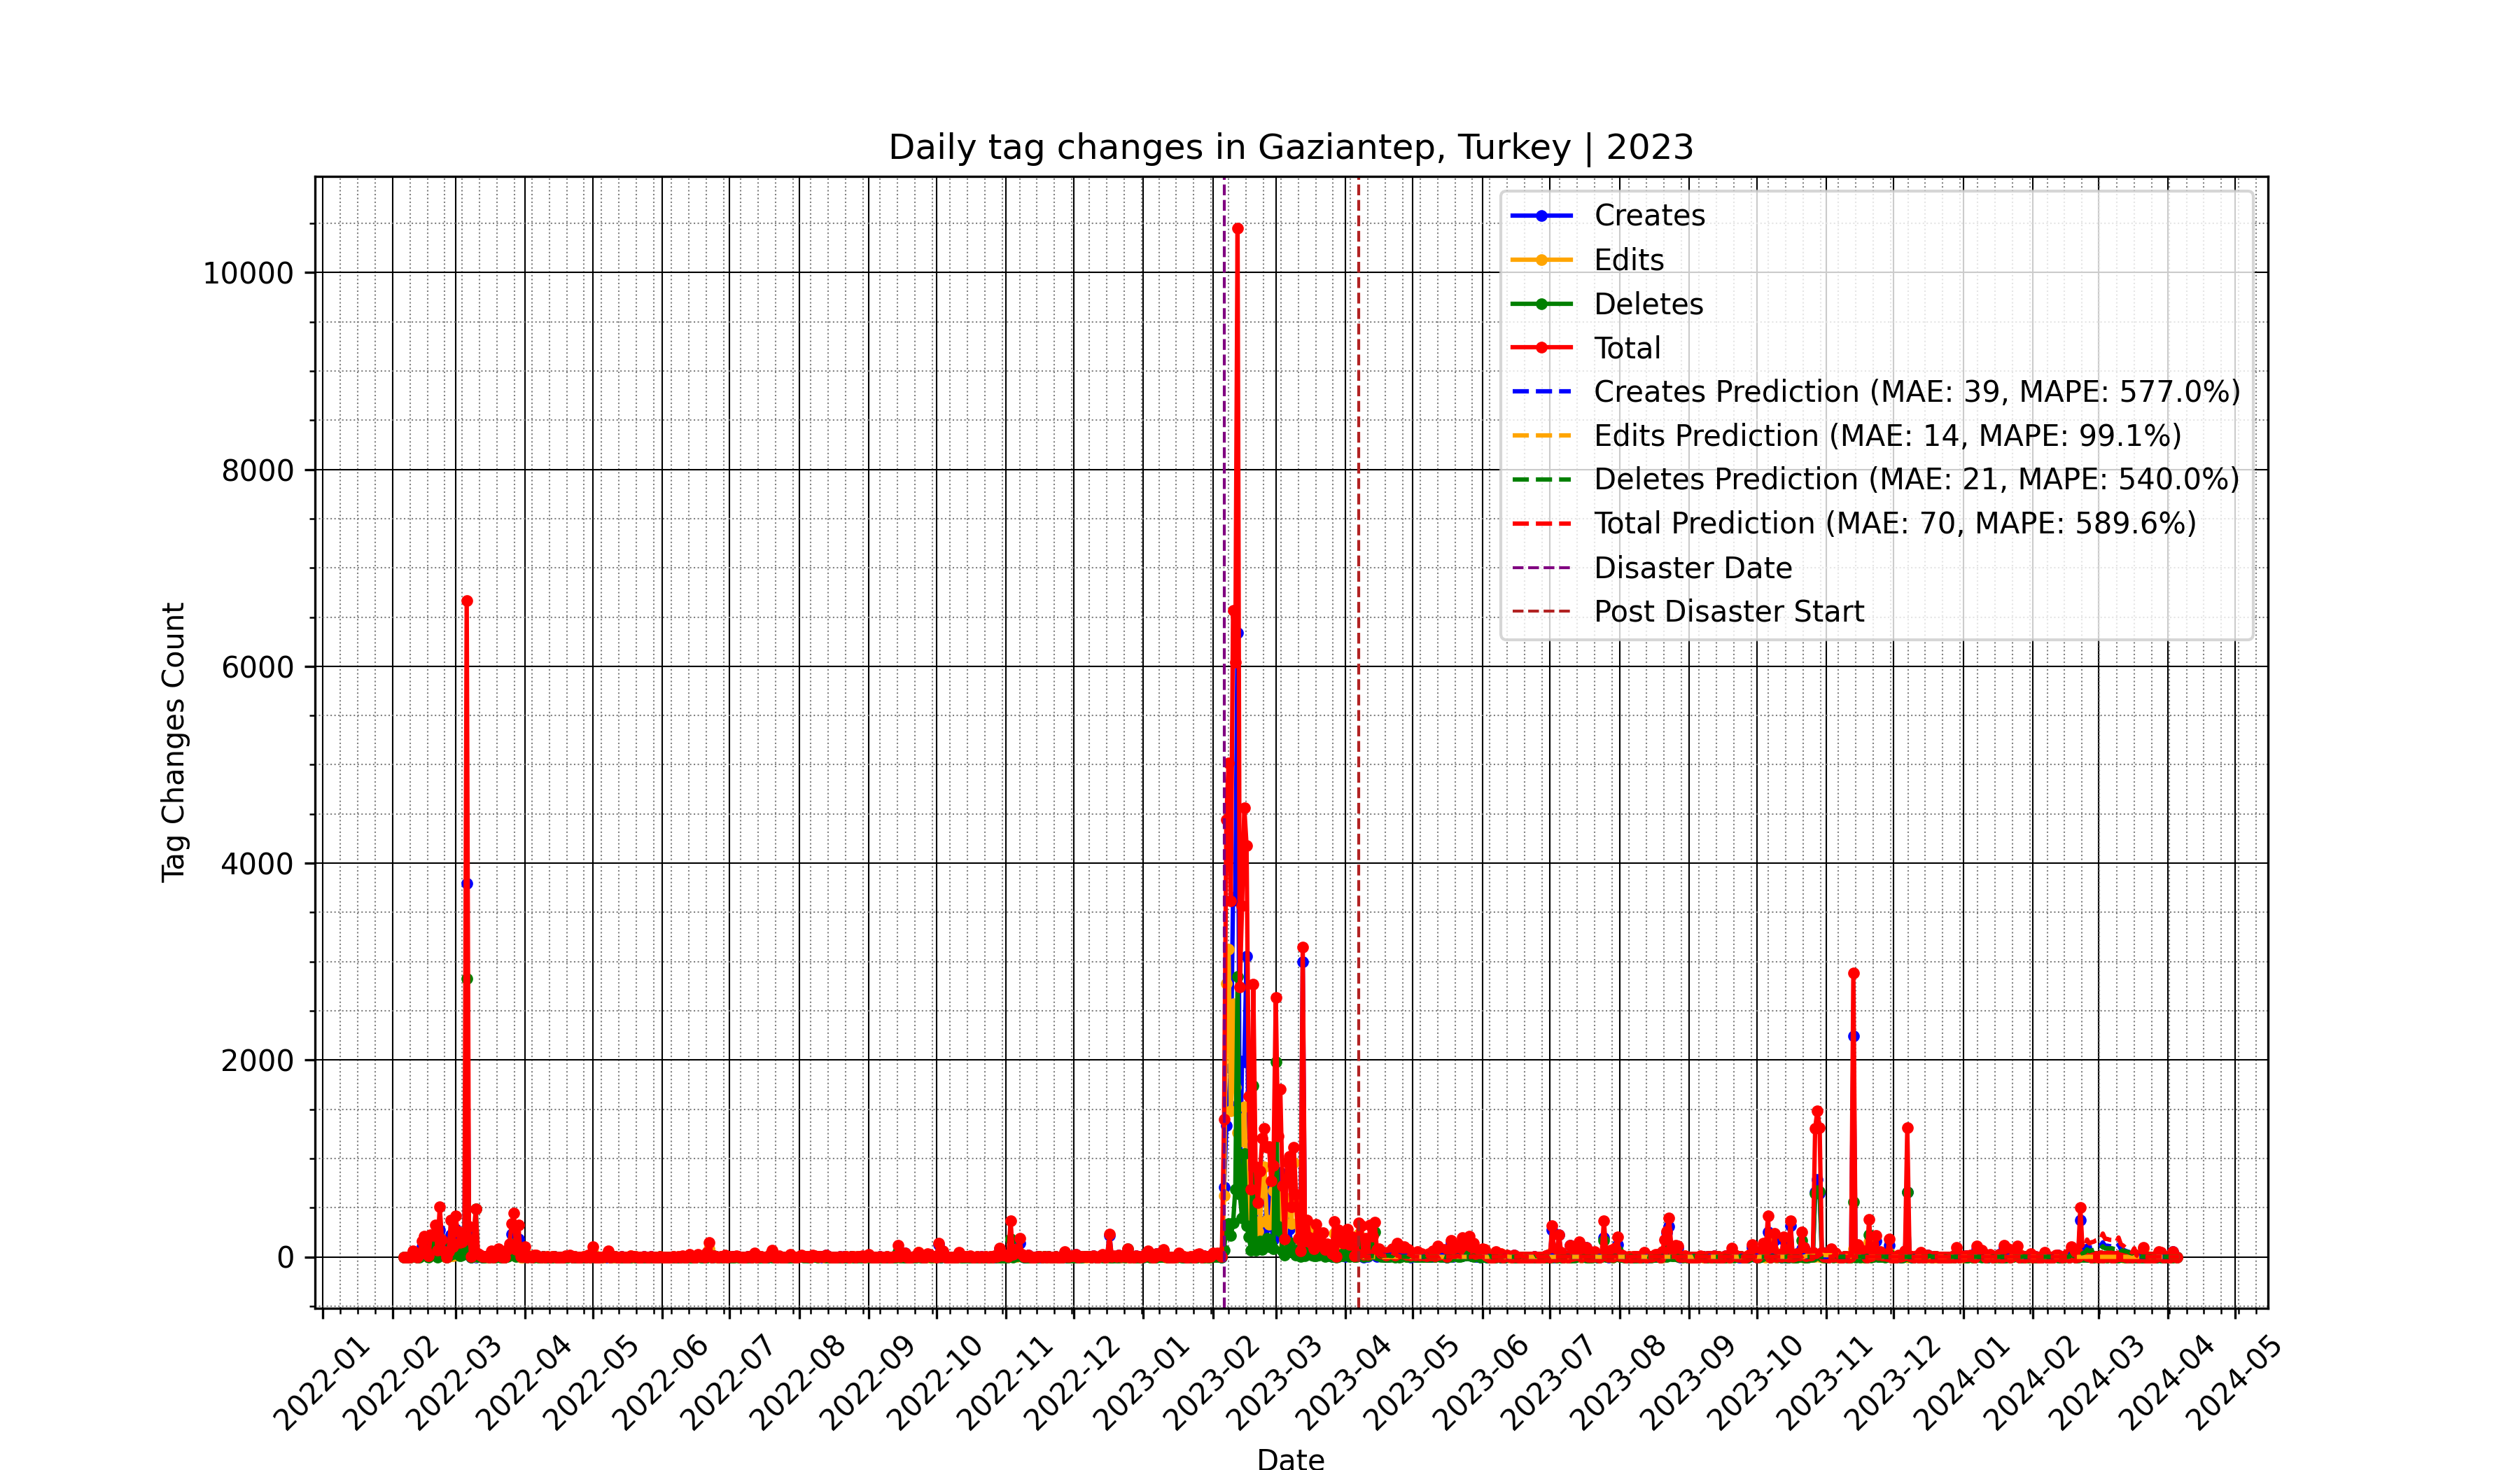 Daily tag changes in Gaziantep, Turkey | 2023
Creates
Edits
Deletes
Total
Creates Prediction (MAE: 39, MAPE: 577.0%)
Edits Prediction (MAE: 14, MAPE: 99.1%)
Deletes Prediction (MAE: 21, MAPE: 540.0%)
Total Prediction (MAE: 70, MAPE: 589.6%)
Disaster Date
Post Disaster Start
Tag Changes Count
10000
8000
6000
4000
2000
0
2022-01
2022-02
2022-03
2022-04
2022-05
2022-06
2022-07
2022-08
2022-09
2022-10
2022-11
2022-12
2023-01
2023-02
2023-03
2023-04
2023-05
2023-06
2023-07
2023-08
2023-09
2023-10
2023-11
2023-12
2024-01
2024-02
2024-03
2024-04
2024-05
Date